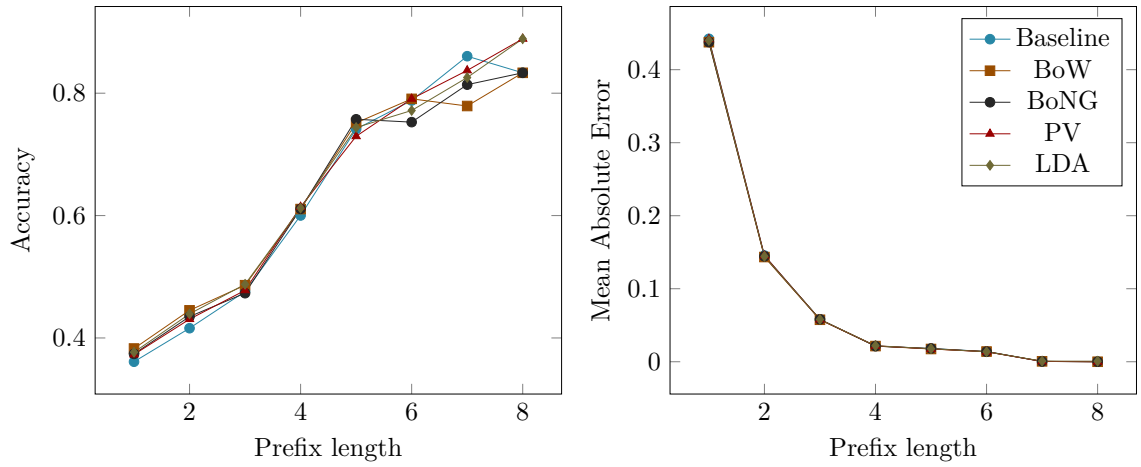 Accuracy
0.8
0.6
0.4
2
4
6
8
Prefix length
Mean Absolute Error
0.4
0.3
0.2
0.1
0
2
4
6
8
Prefix length
Baseline
BoW
BoNG
PV
LDA